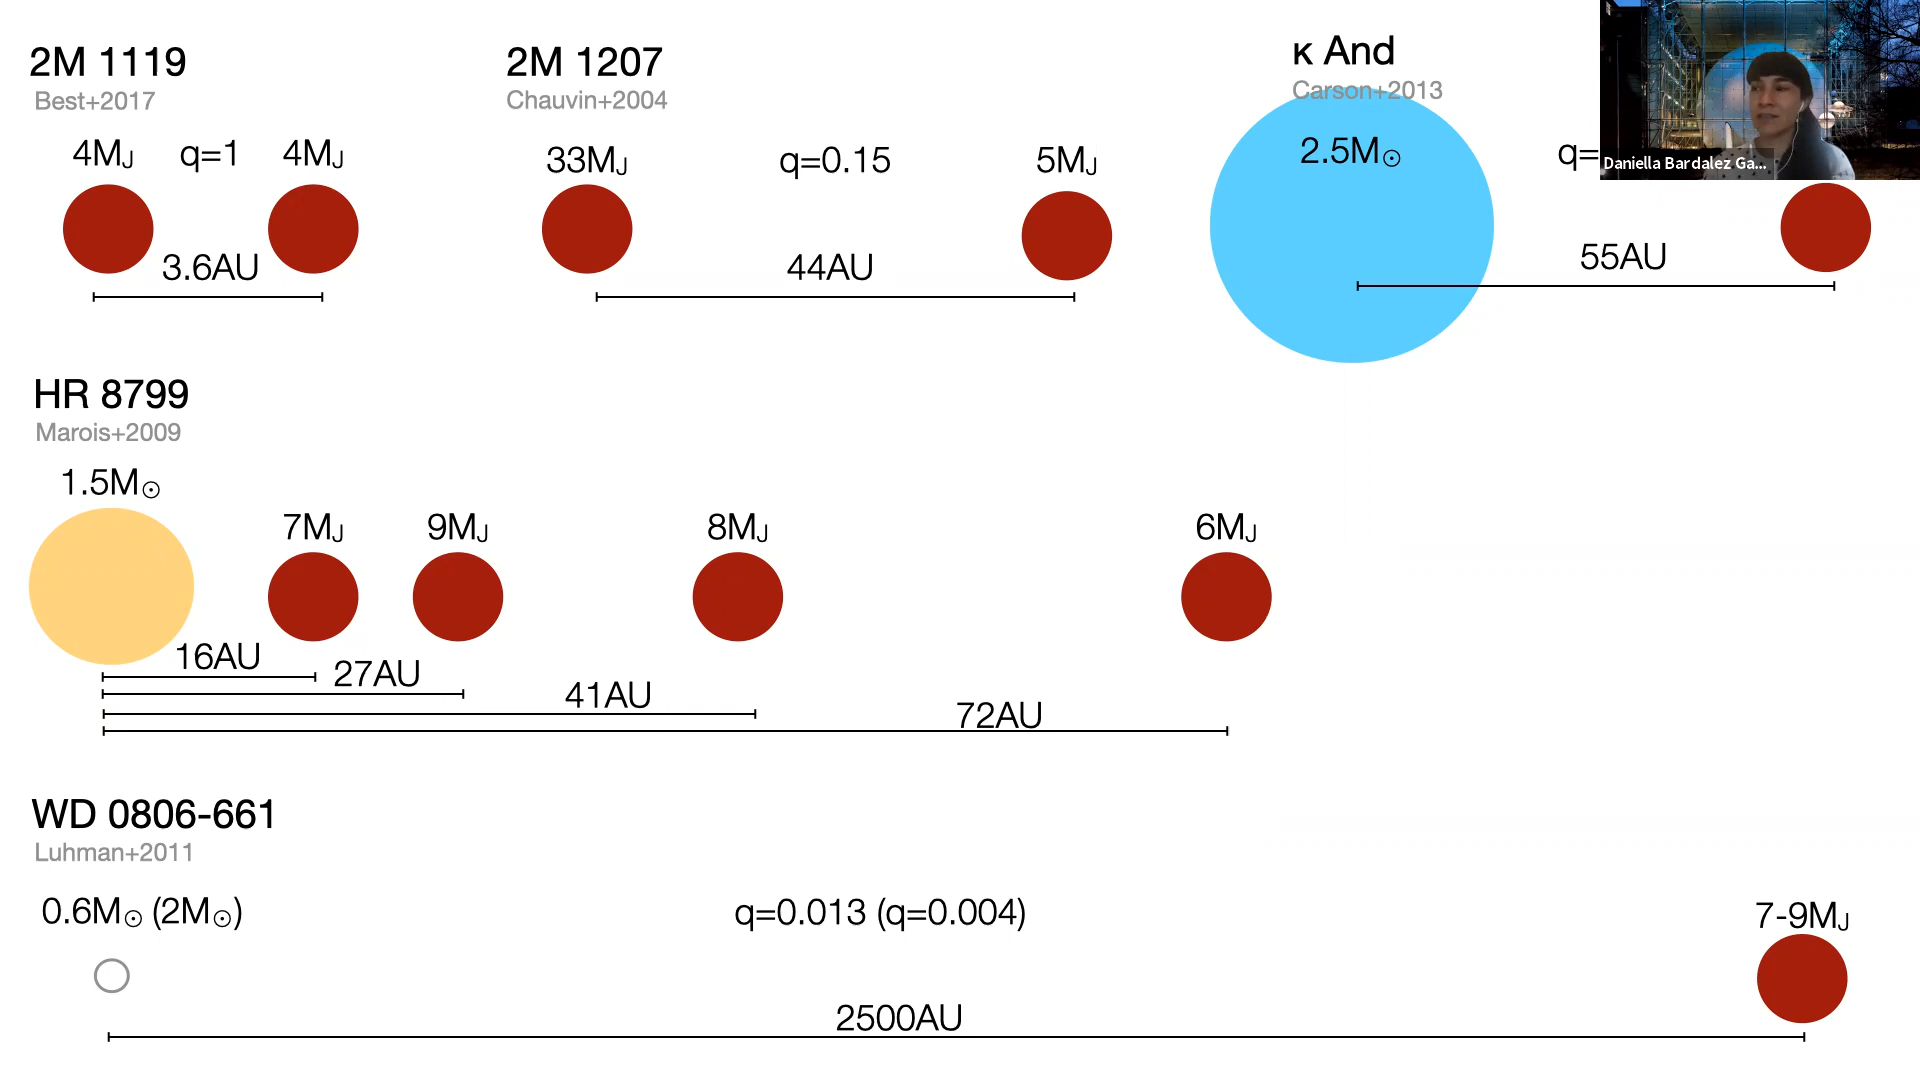 2M 1119
Best+2017
4MJ q=1 4MJ
3.6AU
2M 1207
Chauvin+2004
33MJ q=0.15 5MJ
44AU
κ And
Carson+2013
2.5M☉ q=
55AU
Daniella Bardalez Ga...
HR 8799
Marois+2009
1.5M☉
7MJ 9MJ 8MJ 6MJ
16AU
27AU
41AU
72AU
WD 0806-661
Luhman+2011
0.6M☉ (2M☉) q=0.013 (q=0.004) 7-9MJ
2500AU